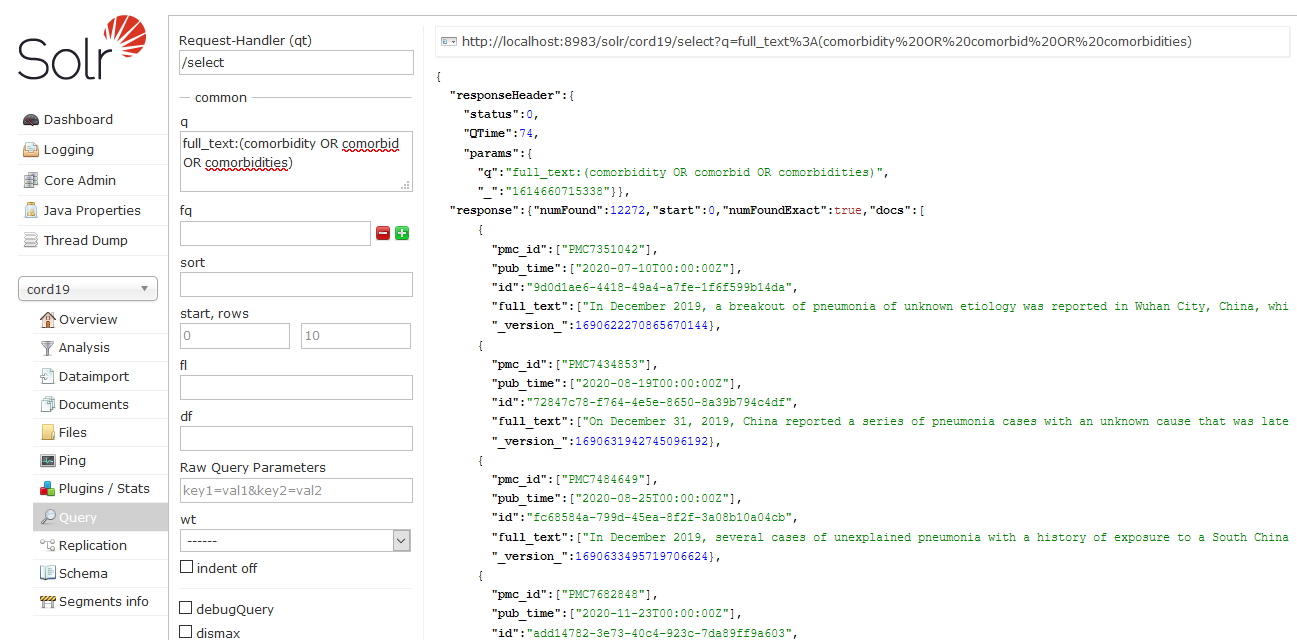 Solr
Dashboard
Logging
Core Admin
Java Properties
Thread Dump
cord19
Overview
Analysis
Dataimport
Documents
Files
Ping
Plugins / Stats
Query
Replication
Schema
Segments info
Request-Handler (qt)
/select
common
q
full_text:(comorbidity OR comorbid
OR comorbidities)
fq
sort
start, rows
0 10
fl
df
Raw Query Parameters
key1=val1&key2=val2
wt
------
indent off
debugQuery
dismax
http://localhost:8983/solr/cord19/select?q=full_text%3A(comorbidity%20OR%20comorbid%20OR%20comorbidities)
{
"responseHeader":{
"status":0,
"QTime":74,
"params":{
"q":"full_text:(comorbidity OR comorbid OR comorbidities)",
"_":"1614660715338"}},
"response":{"numFound":12272,"start":0,"numFoundExact":true,"docs":[
{
"pmc_id":["PMC7351042"],
"pub_time":["2020-07-10T00:00:00Z"],
"id":"9d0d1ae6-4418-49a4-a7fe-1f6f599b14da",
"full_text":["In December 2019, a breakout of pneumonia of unknown etiology was reported in Wuhan City, China, whi
"_version_":1690622270865670144},
{
"pmc_id":["PMC7434853"],
"pub_time":["2020-08-19T00:00:00Z"],
"id":"72847c78-f764-4e5e-8650-8a39b794c4df",
"full_text":["On December 31, 2019, China reported a series of pneumonia cases with an unknown cause that was late
"_version_":1690631942745096192},
{
"pmc_id":["PMC7484649"],
"pub_time":["2020-08-25T00:00:00Z"],
"id":"fc68584a-799d-45ea-8f2f-3a08b10a04cb",
"full_text":["In December 2019, several cases of unexplained pneumonia with a history of exposure to a South China
"_version_":1690633495719706624},
{
"pmc_id":["PMC7682848"],
"pub_time":["2020-11-23T00:00:00Z"],
"id":"add14782-3e73-40c4-923c-7da89ff9a603",